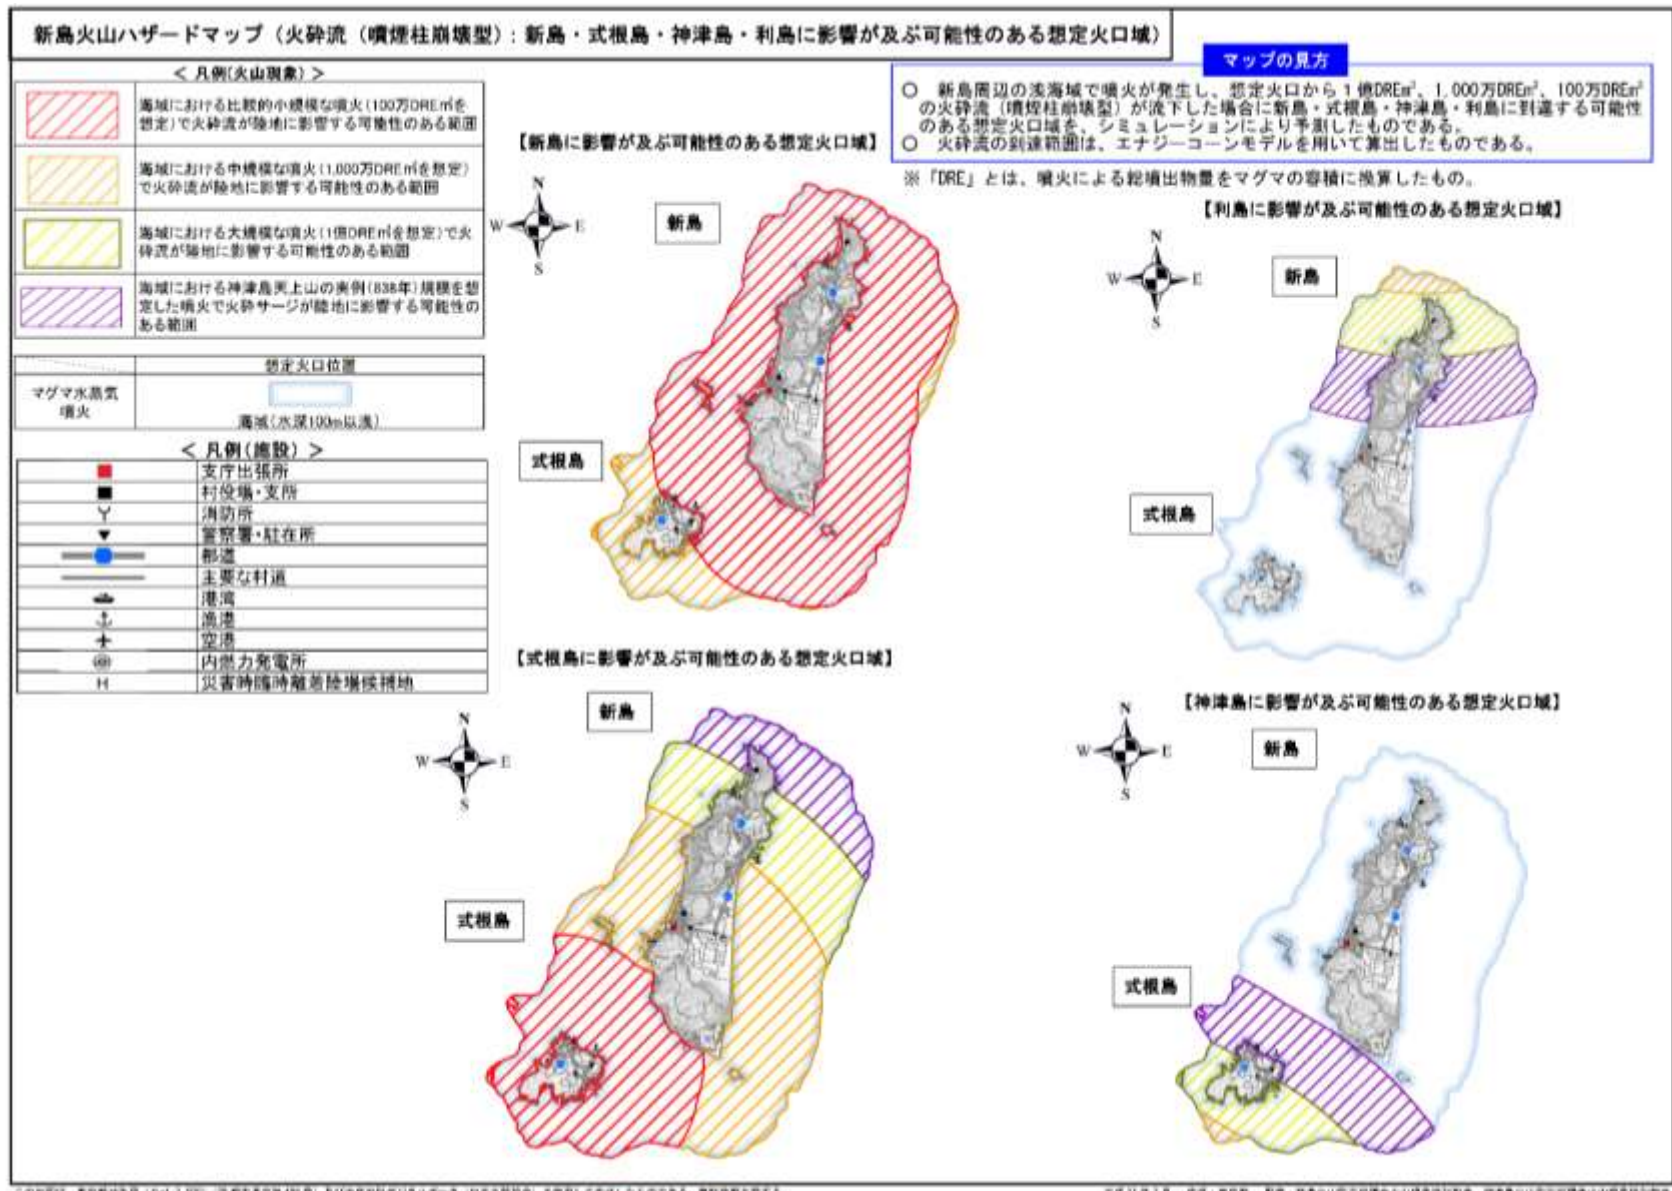 新島火山ハザードマップ（火砕流（噴煙柱崩壊型）：新島・式根島・神津島・利島に影響が及ぶ可能性のある想定火口域）
＜ 凡例(火山現象) ＞
海域における比較的小規模な噴火(100万DRE㎥を
想定)で火砕流が陸地に影響する可能性のある範囲
海域における中規模な噴火(1,000万DRE㎥を想定)
で火砕流が陸地に影響する可能性のある範囲
海域における大規模な噴火(1億DRE㎥を想定)で火
砕流が陸地に影響する可能性のある範囲
海域における神津島天上山の実例(838年)規模を想
定した噴火で火砕サージが陸地に影響する可能性の
ある範囲
想定火口位置
マグマ水蒸気
噴火
海域(水深100m以浅)
＜ 凡例(施設) ＞
支庁出張所
村役場・支所
消防所
警察署・駐在所
都道
主要な村道
港湾
漁港
空港
内燃力発電所
H 災害時臨時離着陸場候補地
マップの見方
○ 新島周辺の浅海域で噴火が発生し、想定火口から１億DRE㎥、1,000万DRE㎥、100万DRE㎥
の火砕流（噴煙柱崩壊型）が流下した場合に新島・式根島・神津島・利島に到達する可能性
のある想定火口域を、シミュレーションにより予測したものである。
○ 火砕流の到達範囲は、エナジーコーンモデルを用いて算出したものである。
※「DRE」とは、噴火による総噴出物量をマグマの容積に換算したもの。
【新島に影響が及ぶ可能性のある想定火口域】
N
W E
S
新島
式根島
【利島に影響が及ぶ可能性のある想定火口域】
N
W E
S
新島
式根島
【式根島に影響が及ぶ可能性のある想定火口域】
N
W E
S
新島
式根島
【神津島に影響が及ぶ可能性のある想定火口域】
N
W E
S
新島
式根島